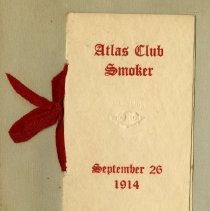 Atlas Club
Smoker
September 26
1914